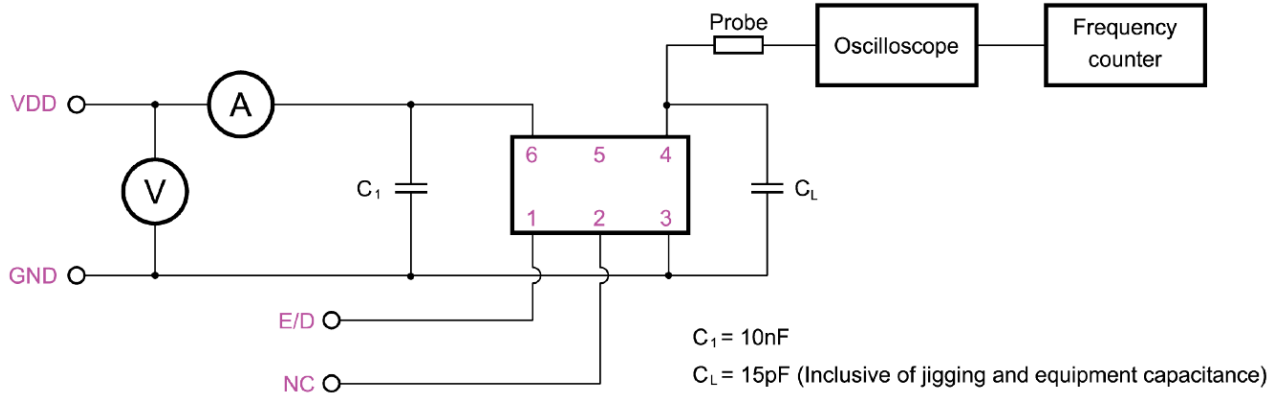 Probe
Oscilloscope
Frequency
counter
VDD
A
6 5 4
V
C1
CL
1 2 3
GND
E/D
C1 = 10nF
NC
CL = 15pF (Inclusive of jigging and equipment capacitance)